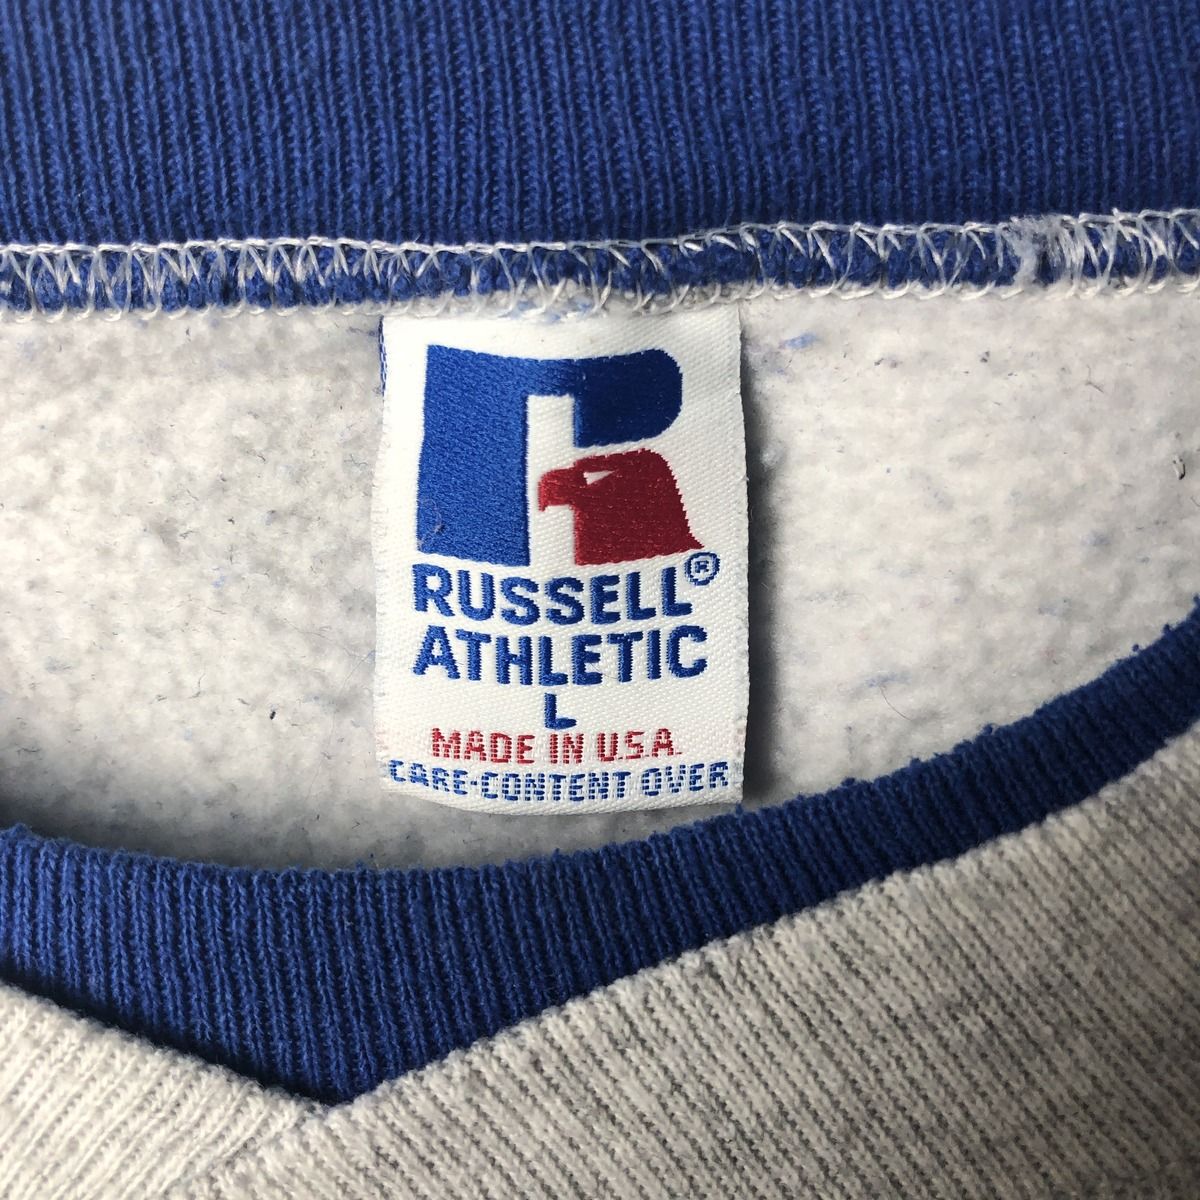 RUSSELL®
ATHLETIC
L
MADE IN U.S.A.
CARE-CONTENT OVER